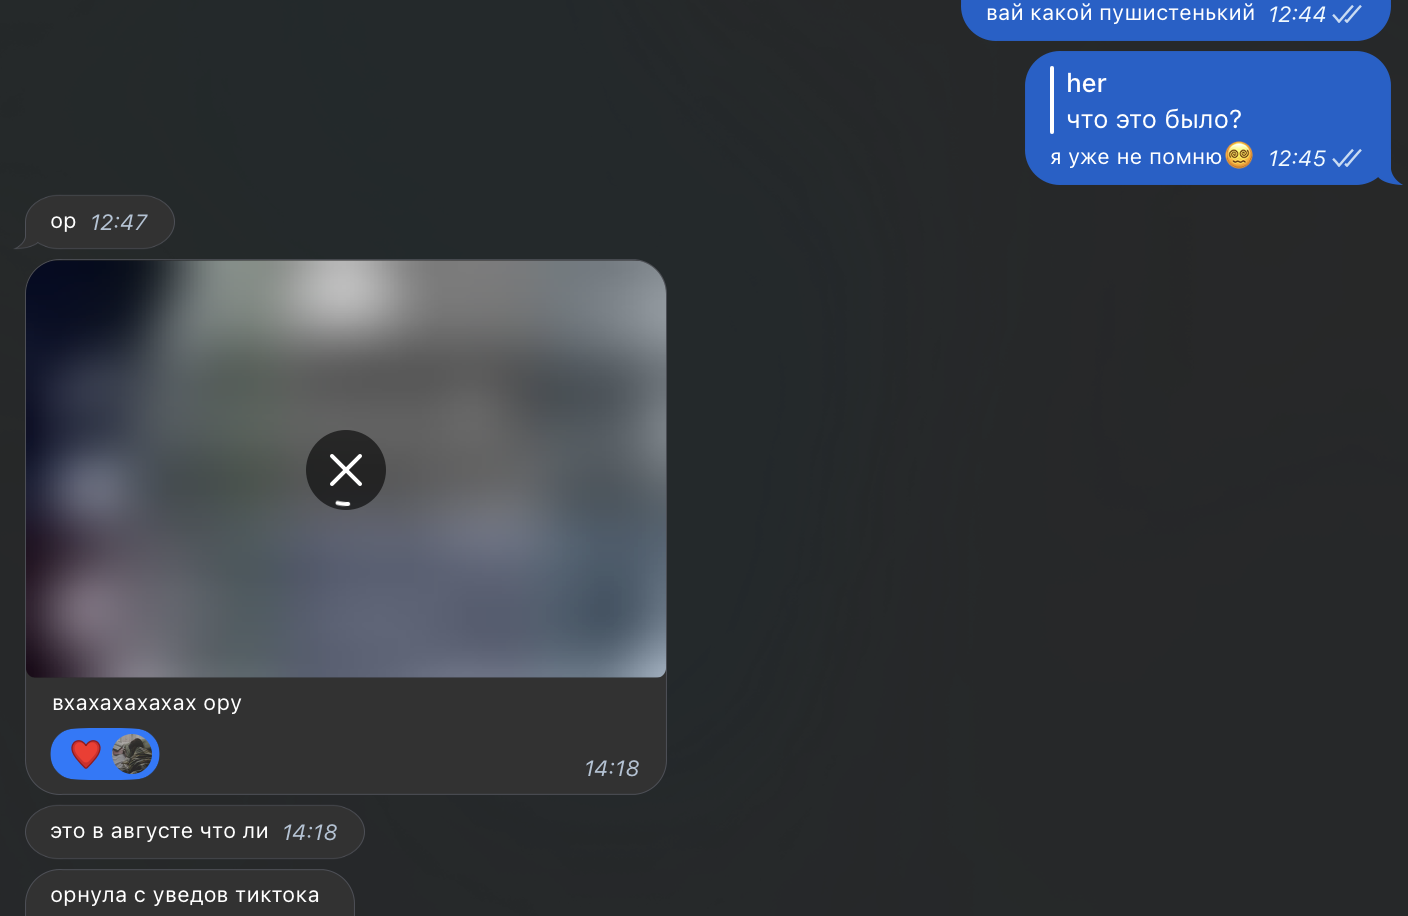 вай какой пушистенький 12:44
her
что это было?
я уже не помню😵‍💫 12:45
ор 12:47
вхахахахахах ору
❤️
14:18
это в августе что ли 14:18
орнула с уведов тиктока